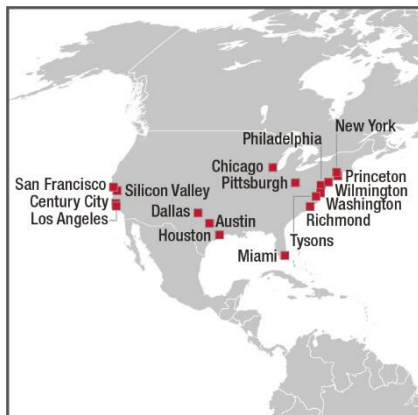 New York
Philadelphia
Chicago
Pittsburgh
Princeton
Wilmington
Washington
Richmond
San Francisco
Silicon Valley
Century City
Los Angeles
Dallas
Austin
Houston
Tysons
Miami